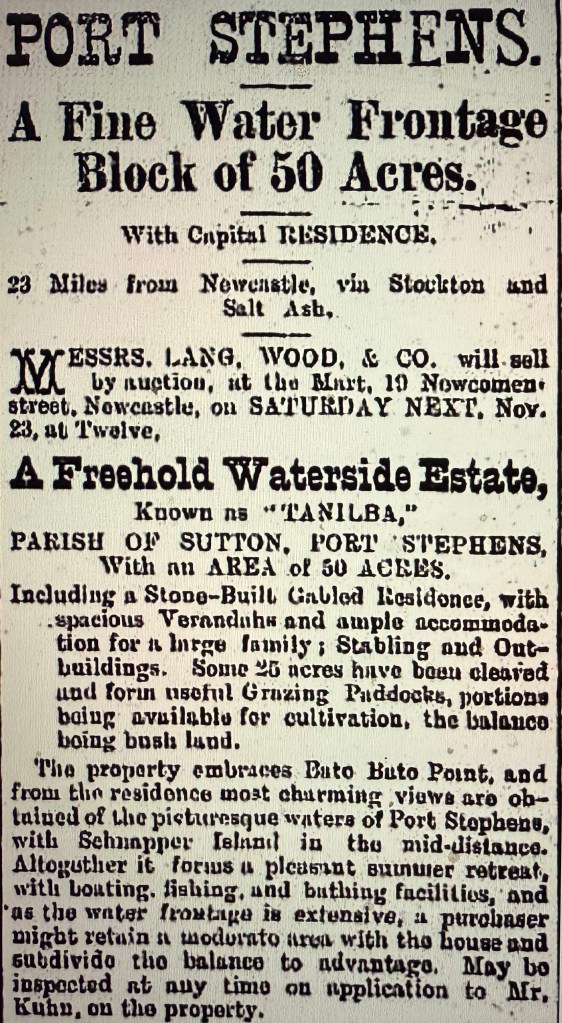 PORT STEPHENS.
A Fine Water Frontage
Block of 50 Acres.
With Capital RESIDENCE.
23 Miles from Newcastle, via Stockton and
Salt Ash.
MESSRS. LANG, WOOD, & CO. will sell
by auction, at the Mart, 19 Newcomen-
street, Newcastle, on SATURDAY NEXT, Nov.
23, at Twelve,
A Freehold Waterside Estate,
Known as "TANILBA,"
PARISH OF SUTTON, PORT STEPHENS,
With an AREA of 50 ACRES.
Including a Stone-Built Gabled Residence, with
spacious Verandahs and ample accommoda-
tion for a large family; Stabling and Out-
buildings. Some 25 acres have been cleared
and form useful Grazing Paddocks, portions
being available for cultivation, the balance
being bush land.
The property embraces Bato Bato Point, and
from the residence most charming views are ob-
tained of the picturesque waters of Port Stephens,
with Schnapper Island in the mid-distance.
Altogether it forms a pleasant summer retreat,
with boating, fishing, and bathing facilities, and
as the water frontage is extensive, a purchaser
might retain a moderate area with the house and
subdivide the balance to advantage. May be
inspected at any time on application to Mr.
Kuhn, on the property.